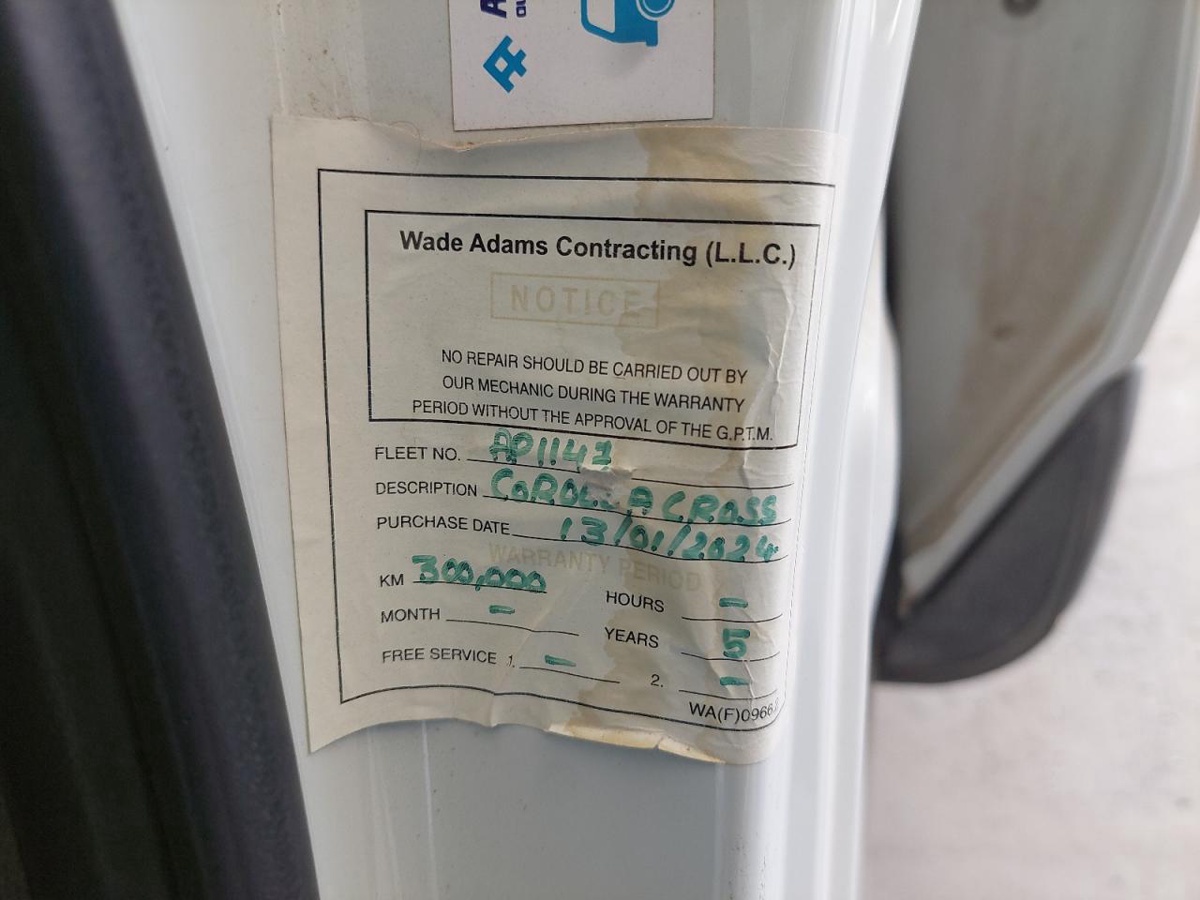 Wade Adams Contracting (L.L.C.)
NOTICE
NO REPAIR SHOULD BE CARRIED OUT BY
OUR MECHANIC DURING THE WARRANTY
PERIOD WITHOUT THE APPROVAL OF THE G.P.T.M.
FLEET NO. AP1147
DESCRIPTION COROLLA CROSS
PURCHASE DATE 13/01/2024
WARRANTY PERIOD
KM 300,000 HOURS -
MONTH - YEARS 5
FREE SERVICE 1. - 2. -